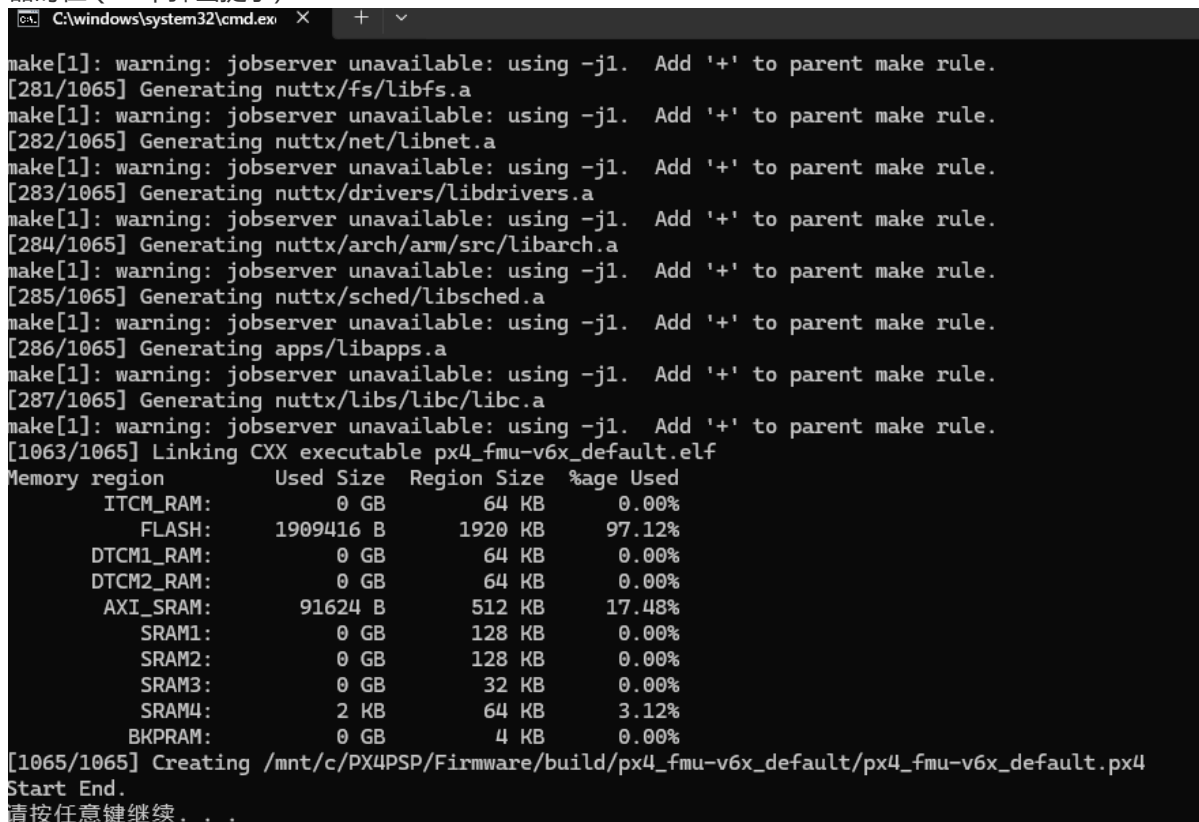 C:\windows\system32\cmd.ex
make[1]: warning: jobserver unavailable: using -j1.  Add '+' to parent make rule.
[281/1065] Generating nuttx/fs/libfs.a
make[1]: warning: jobserver unavailable: using -j1.  Add '+' to parent make rule.
[282/1065] Generating nuttx/net/libnet.a
make[1]: warning: jobserver unavailable: using -j1.  Add '+' to parent make rule.
[283/1065] Generating nuttx/drivers/libdrivers.a
make[1]: warning: jobserver unavailable: using -j1.  Add '+' to parent make rule.
[284/1065] Generating nuttx/arch/arm/src/libarch.a
make[1]: warning: jobserver unavailable: using -j1.  Add '+' to parent make rule.
[285/1065] Generating nuttx/sched/libsched.a
make[1]: warning: jobserver unavailable: using -j1.  Add '+' to parent make rule.
[286/1065] Generating apps/libapps.a
make[1]: warning: jobserver unavailable: using -j1.  Add '+' to parent make rule.
[287/1065] Generating nuttx/libs/libc/libc.a
make[1]: warning: jobserver unavailable: using -j1.  Add '+' to parent make rule.
[1063/1065] Linking CXX executable px4_fmu-v6x_default.elf
Memory region         Used Size  Region Size  %age Used
ITCM_RAM:          0 GB        64 KB      0.00%
FLASH:     1909416 B      1920 KB     97.12%
DTCM1_RAM:          0 GB        64 KB      0.00%
DTCM2_RAM:          0 GB        64 KB      0.00%
AXI_SRAM:       91624 B       512 KB     17.48%
SRAM1:          0 GB       128 KB      0.00%
SRAM2:          0 GB       128 KB      0.00%
SRAM3:          0 GB        32 KB      0.00%
SRAM4:          2 KB        64 KB      3.12%
BKPRAM:          0 GB         4 KB      0.00%
[1065/1065] Creating /mnt/c/PX4PSP/Firmware/build/px4_fmu-v6x_default/px4_fmu-v6x_default.px4
Start End.
请按任意键继续. . .